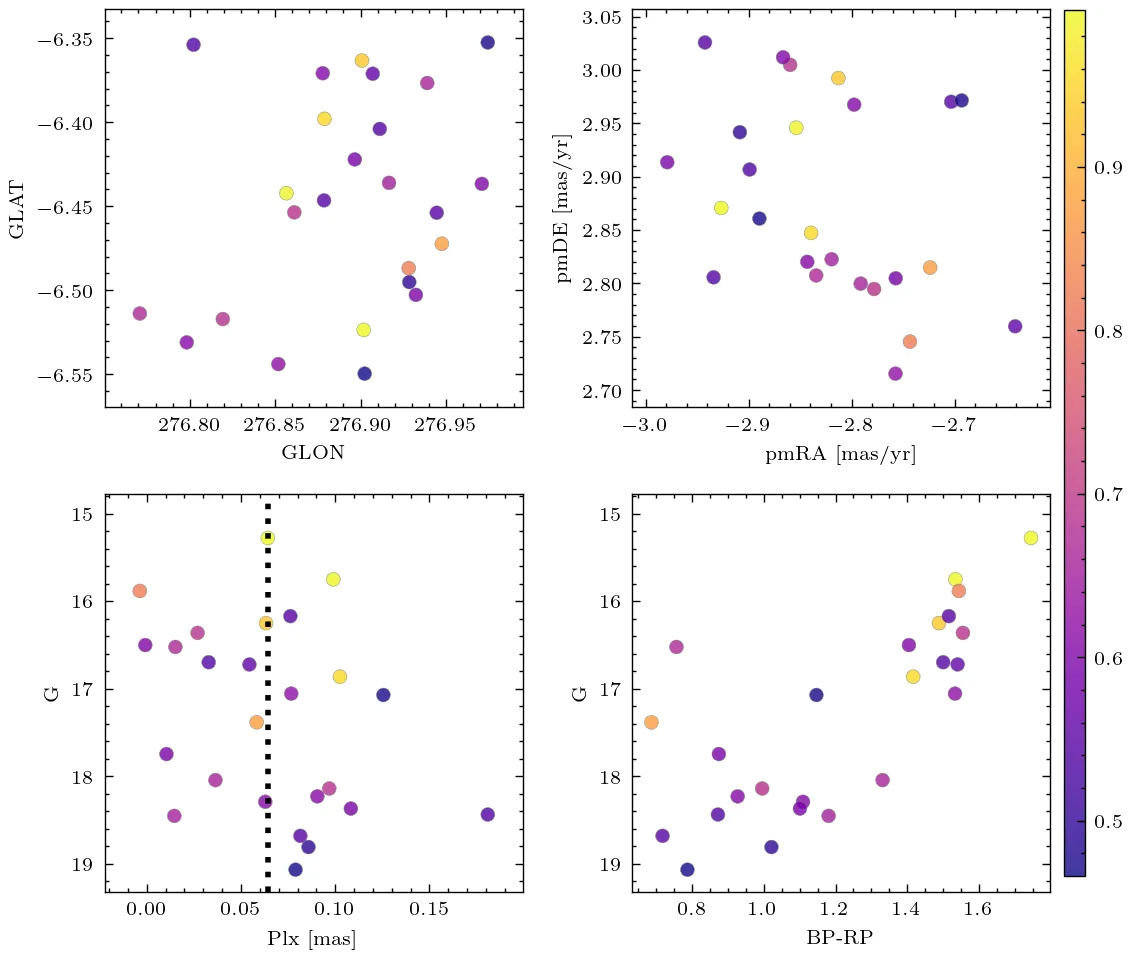 −6.35
−6.40
−6.45
−6.50
−6.55
GLAT
276.80 276.85 276.90 276.95
GLON
3.05
3.00
2.95
2.90
2.85
2.80
2.75
2.70
pmDE [mas/yr]
−3.0 −2.9 −2.8 −2.7
pmRA [mas/yr]
0.9
0.8
0.7
0.6
0.5
15
16
17
18
19
G
0.00 0.05 0.10 0.15
Plx [mas]
15
16
17
18
19
G
0.8 1.0 1.2 1.4 1.6
BP-RP